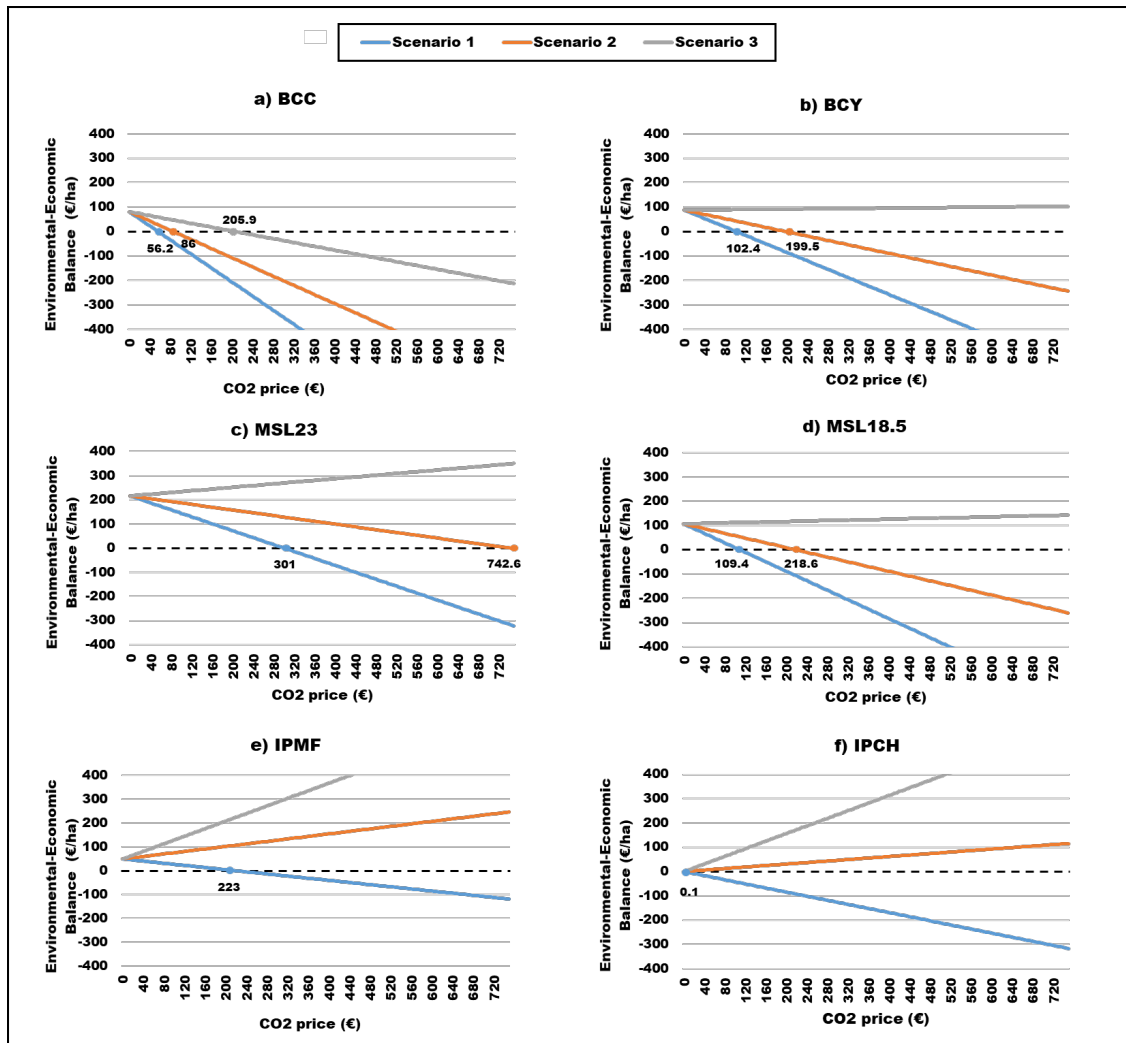 Scenario 1 Scenario 2 Scenario 3
a) BCC
Environmental-Economic
Balance (€/ha)
400
300
200
100
0
-100
-200
-300
-400
205.9
56.2
86
0 40 80 120 160 200 240 280 320 360 400 440 480 520 560 600 640 680 720
CO2 price (€)
b) BCY
Environmental-Economic
Balance (€/ha)
400
300
200
100
0
-100
-200
-300
-400
102.4
199.5
0 40 80 120 160 200 240 280 320 360 400 440 480 520 560 600 640 680 720
CO2 price (€)
c) MSL23
Environmental-Economic
Balance (€/ha)
400
300
200
100
0
-100
-200
-300
-400
301
742.6
0 40 80 120 160 200 240 280 320 360 400 440 480 520 560 600 640 680 720
CO2 price (€)
d) MSL18.5
Environmental-Economic
Balance (€/ha)
400
300
200
100
0
-100
-200
-300
-400
109.4
218.6
0 40 80 120 160 200 240 280 320 360 400 440 480 520 560 600 640 680 720
CO2 price (€)
e) IPMF
Environmental-Economic
Balance (€/ha)
400
300
200
100
0
-100
-200
-300
-400
223
0 40 80 120 160 200 240 280 320 360 400 440 480 520 560 600 640 680 720
CO2 price (€)
f) IPCH
Environmental-Economic
Balance (€/ha)
400
300
200
100
0
-100
-200
-300
-400
0.1
0 40 80 120 160 200 240 280 320 360 400 440 480 520 560 600 640 680 720
CO2 price (€)